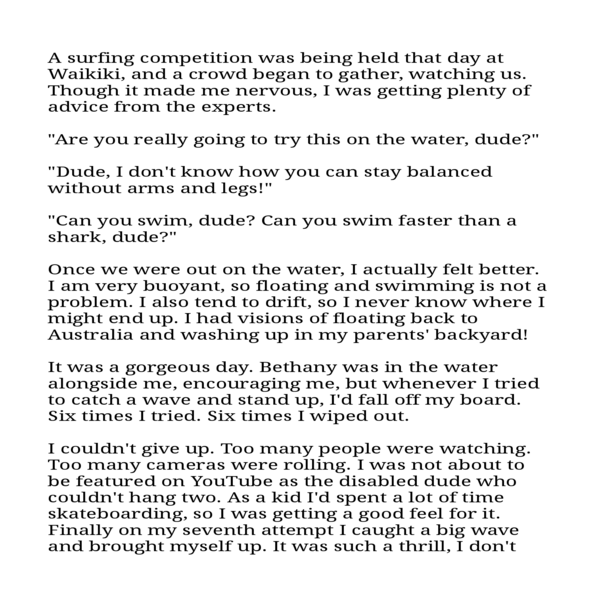 A surfing competition was being held that day at
Waikiki, and a crowd began to gather, watching us.
Though it made me nervous, I was getting plenty of
advice from the experts.
"Are you really going to try this on the water, dude?"
"Dude, I don't know how you can stay balanced
without arms and legs!"
"Can you swim, dude? Can you swim faster than a
shark, dude?"
Once we were out on the water, I actually felt better.
I am very buoyant, so floating and swimming is not a
problem. I also tend to drift, so I never know where I
might end up. I had visions of floating back to
Australia and washing up in my parents' backyard!
It was a gorgeous day. Bethany was in the water
alongside me, encouraging me, but whenever I tried
to catch a wave and stand up, I'd fall off my board.
Six times I tried. Six times I wiped out.
I couldn't give up. Too many people were watching.
Too many cameras were rolling. I was not about to
be featured on YouTube as the disabled dude who
couldn't hang two. As a kid I'd spent a lot of time
skateboarding, so I was getting a good feel for it.
Finally on my seventh attempt I caught a big wave
and brought myself up. It was such a thrill, I don't